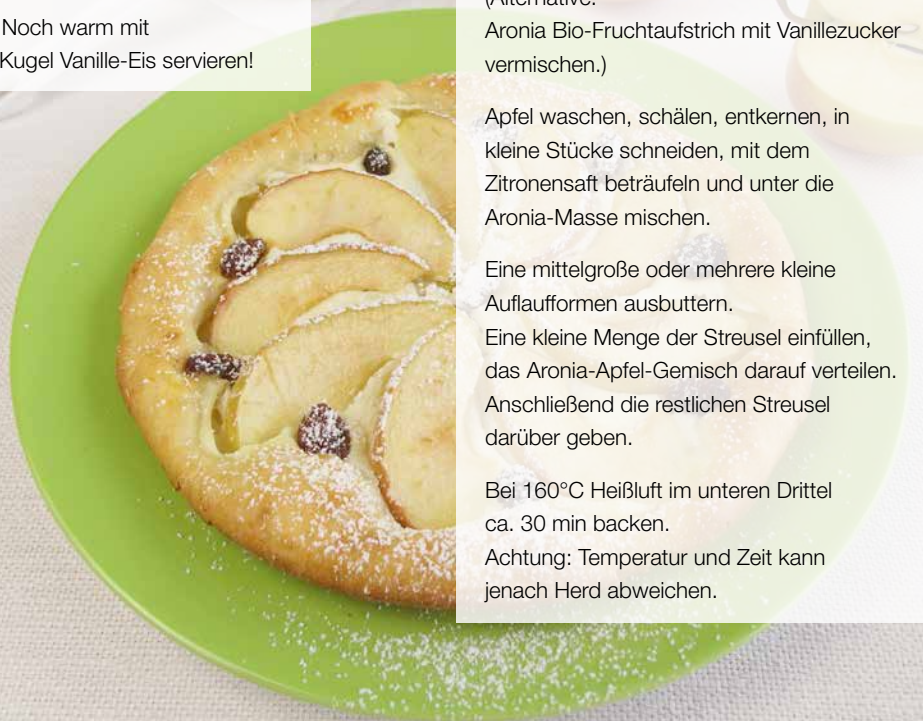 Noch warm mit
Kugel Vanille-Eis servieren!
(Alternative:
Aronia Bio-Fruchtaufstrich mit Vanillezucker
vermischen.)
Apfel waschen, schälen, entkernen, in
kleine Stücke schneiden, mit dem
Zitronensaft beträufeln und unter die
Aronia-Masse mischen.
Eine mittelgroße oder mehrere kleine
Auflaufformen ausbuttern.
Eine kleine Menge der Streusel einfüllen,
das Aronia-Apfel-Gemisch darauf verteilen.
Anschließend die restlichen Streusel
darüber geben.
Bei 160°C Heißluft im unteren Drittel
ca. 30 min backen.
Achtung: Temperatur und Zeit kann
jenach Herd abweichen.